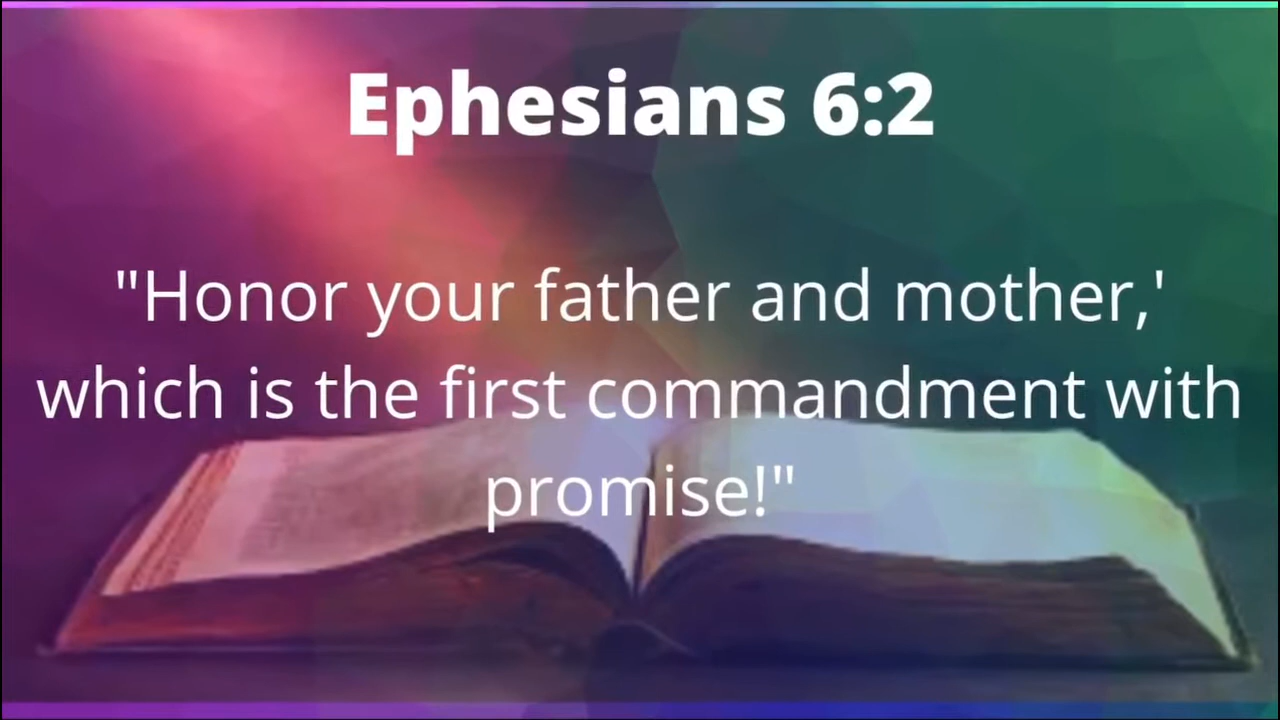 Ephesians 6:2
"Honor your father and mother,'
which is the first commandment with
promise!"